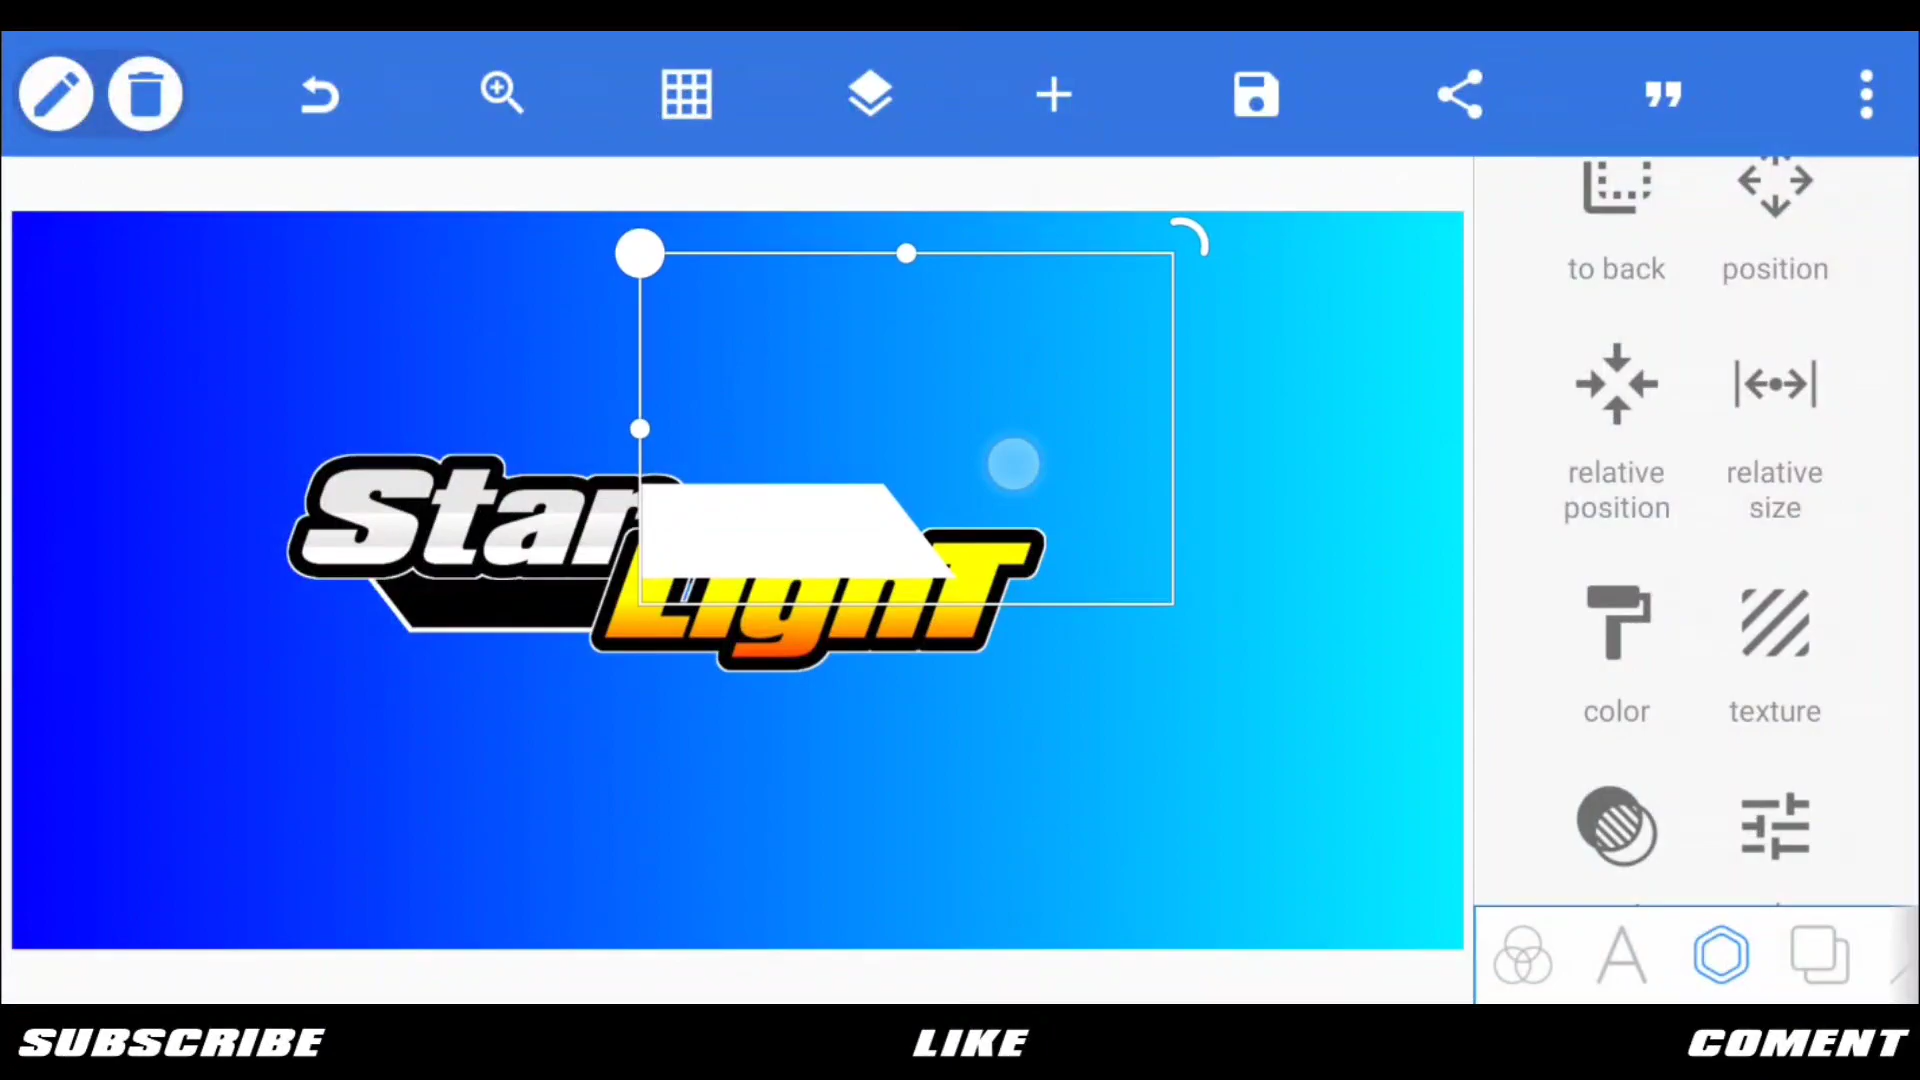 to back
position
relative
position
relative
size
color
texture
Star
LighT
SUBSCRIBE
LIKE
COMENT